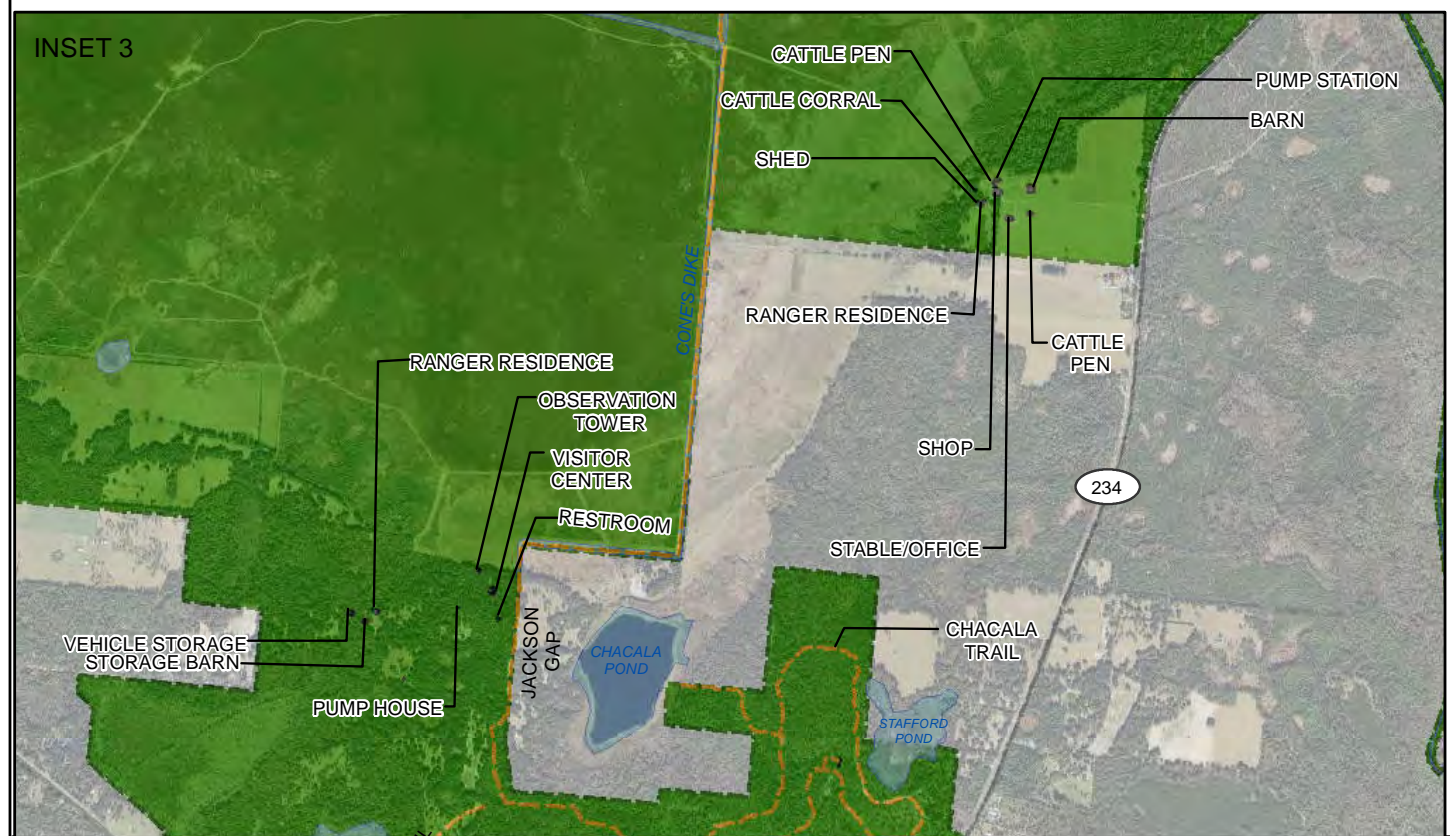 INSET 3
CATTLE PEN
PUMP STATION
CATTLE CORRAL
BARN
SHED
CONE'S DIKE
RANGER RESIDENCE
CATTLE
PEN
RANGER RESIDENCE
OBSERVATION
TOWER
VISITOR
CENTER
SHOP
234
RESTROOM
STABLE/OFFICE
JACKSON
GAP
CHACALA
POND
CHACALA
TRAIL
VEHICLE STORAGE
STORAGE BARN
PUMP HOUSE
STAFFORD
POND